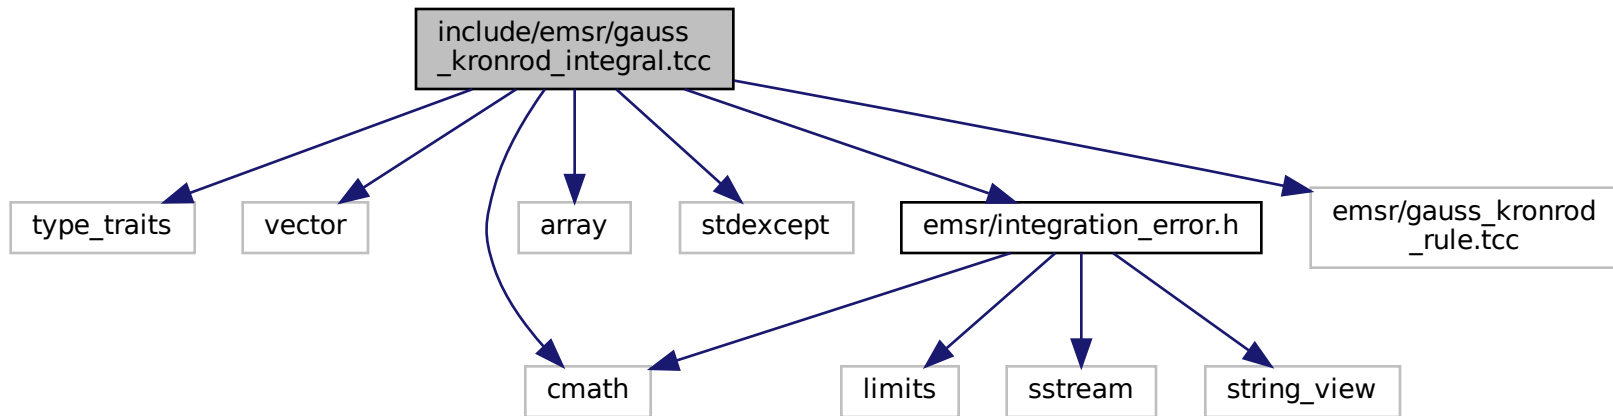 include/emsr/gauss
_kronrod_integral.tcc
type_traits
vector
array
stdexcept
emsr/integration_error.h
emsr/gauss_kronrod
_rule.tcc
cmath
limits
sstream
string_view